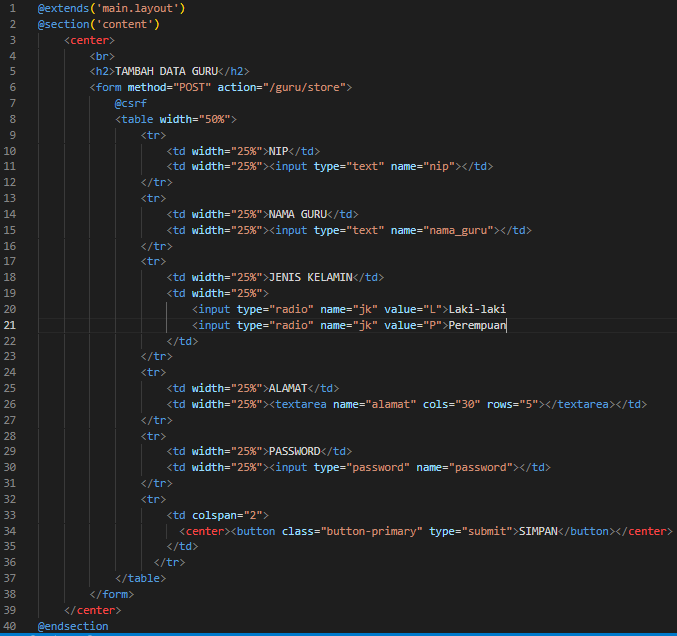 1 @extends('main.layout')
2 @section('content')
3 <center>
4 <br>
5 <h2>TAMBAH DATA GURU</h2>
6 <form method="POST" action="/guru/store">
7 @csrf
8 <table width="50%">
9 <tr>
10 <td width="25%">NIP</td>
11 <td width="25%"><input type="text" name="nip"></td>
12 </tr>
13 <tr>
14 <td width="25%">NAMA GURU</td>
15 <td width="25%"><input type="text" name="nama_guru"></td>
16 </tr>
17 <tr>
18 <td width="25%">JENIS KELAMIN</td>
19 <td width="25%">
20 <input type="radio" name="jk" value="L">Laki-laki
21 <input type="radio" name="jk" value="P">Perempuan
22 </td>
23 </tr>
24 <tr>
25 <td width="25%">ALAMAT</td>
26 <td width="25%"><textarea name="alamat" cols="30" rows="5"></textarea></td>
27 </tr>
28 <tr>
29 <td width="25%">PASSWORD</td>
30 <td width="25%"><input type="password" name="password"></td>
31 </tr>
32 <tr>
33 <td colspan="2">
34 <center><button class="button-primary" type="submit">SIMPAN</button></center>
35 </td>
36 </tr>
37 </table>
38 </form>
39 </center>
40 @endsection